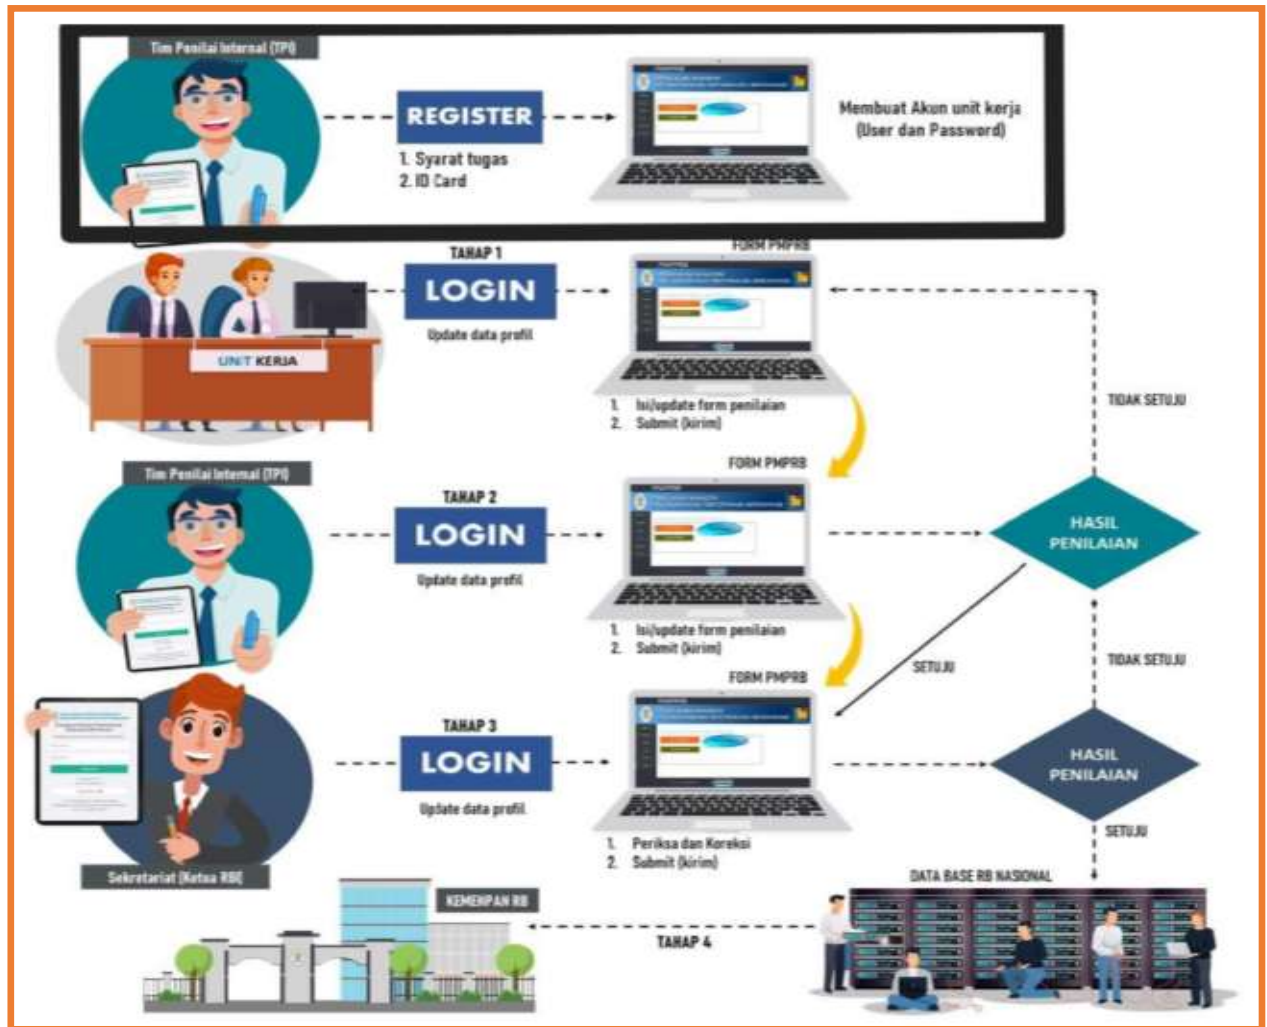 Tim Penilai Internal (TPI)
REGISTER
1. Syarat tugas
2. ID Card
Membuat Akun unit kerja
(User dan Password)
TAHAP 1
LOGIN
Update data profil
FORM PMPRB
UNIT KERJA
1. Isi/update form penilaian
2. Submit (kirim)
TIDAK SETUJU
Tim Penilai Internal (TPI)
TAHAP 2
LOGIN
Update data profil
FORM PMPRB
1. Isi/update form penilaian
2. Submit (kirim)
HASIL
PENILAIAN
SETUJU
TIDAK SETUJU
TAHAP 3
LOGIN
Update data profil
FORM PMPRB
1. Periksa dan Koreksi
2. Submit (kirim)
HASIL
PENILAIAN
SETUJU
Sekretariat (Ketua RBI)
KEMENPAN RB
TAHAP 4
DATA BASE RB NASIONAL